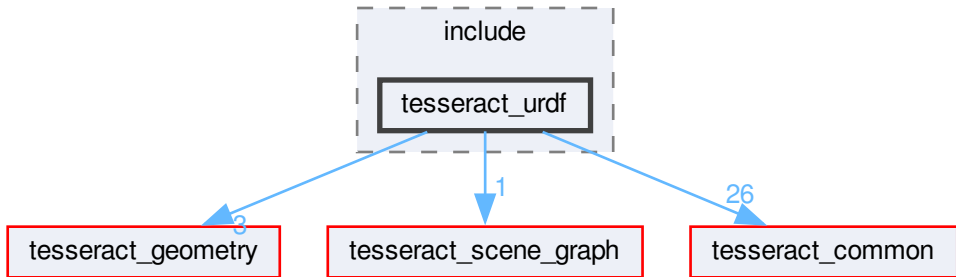 include
tesseract_urdf
3
1
26
tesseract_geometry
tesseract_scene_graph
tesseract_common